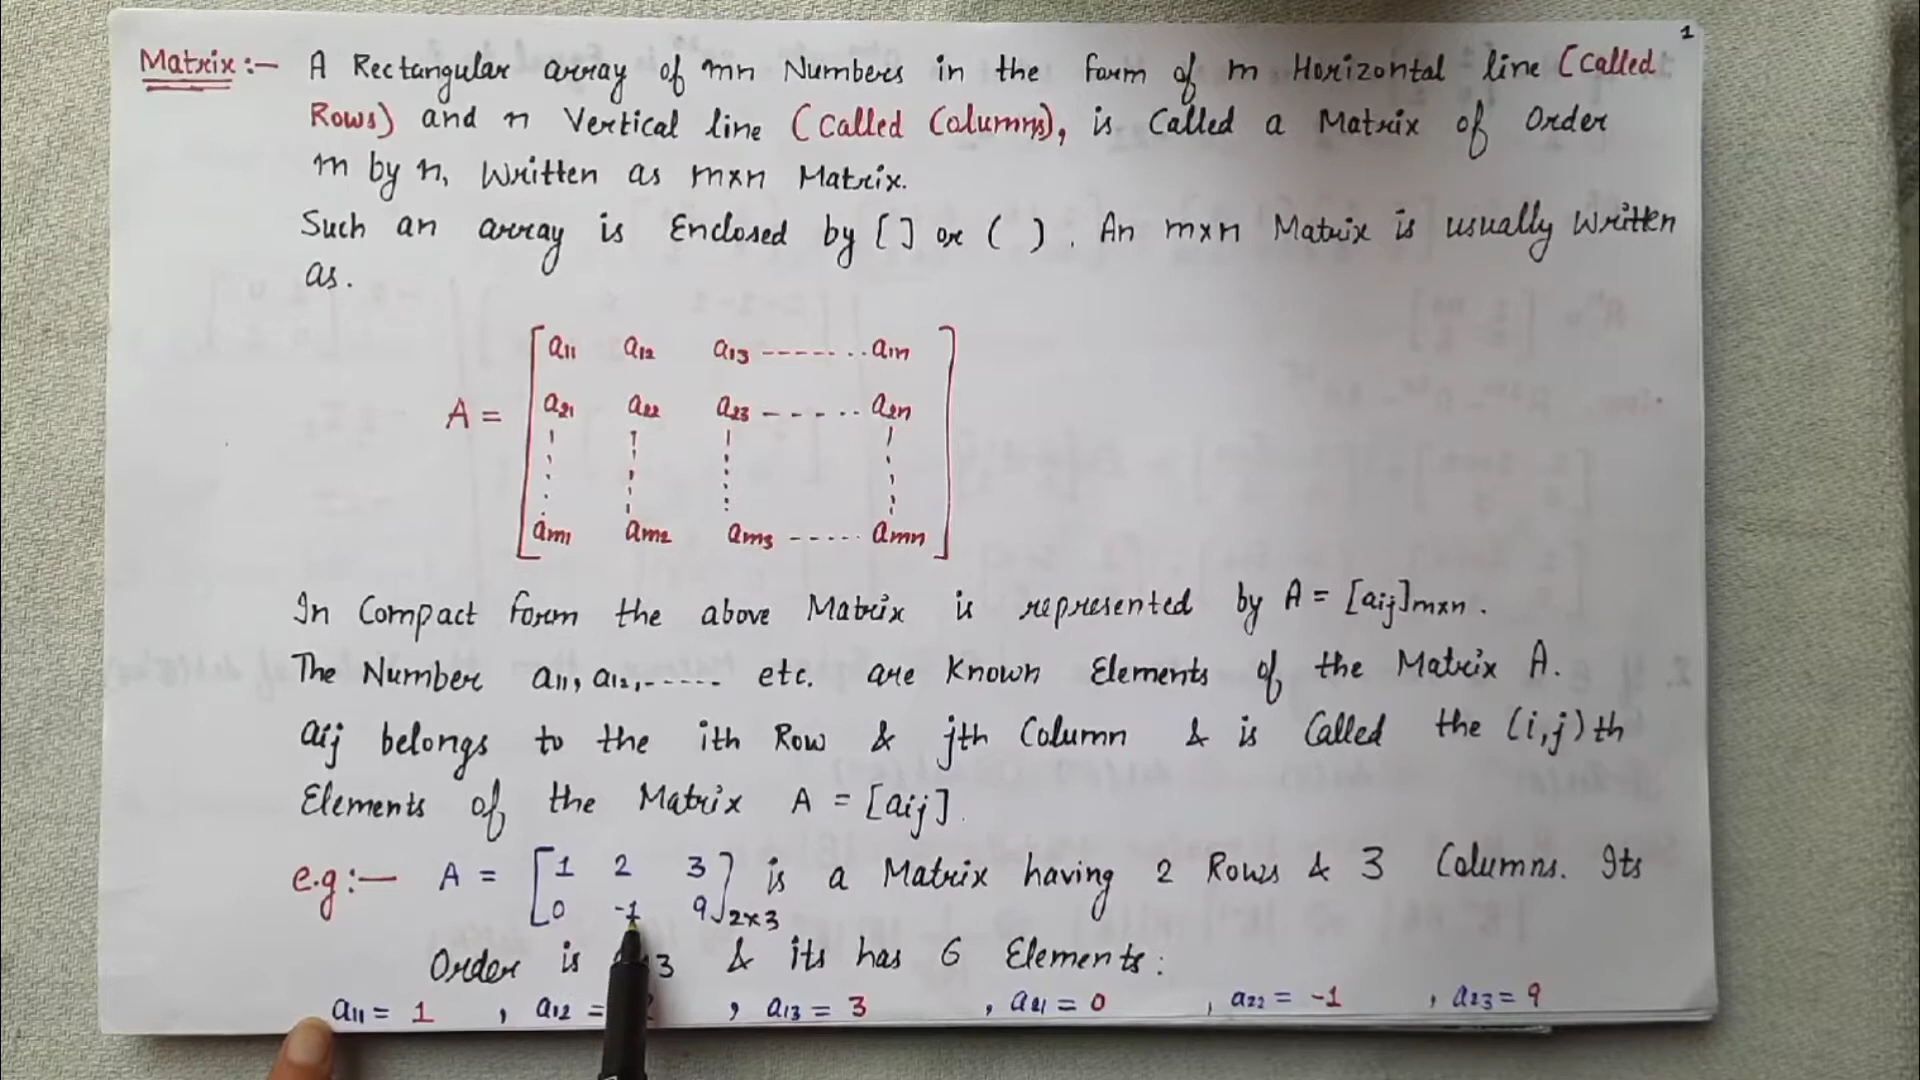 1
Matrix :- A Rectangular array of mn Numbers in the form of m Horizontal line (Called
Rows) and n Vertical line (Called Columns), is Called a Matrix of Order
m by n, Written as m×n Matrix.
Such an array is Enclosed by [ ] or ( ). An m×n Matrix is usually Written
as.
a11 a12 a13 ------.. a1n
A = a21 a22 a23 - - - - .. a2n
am1 am2 am3 ----- amn
In Compact form the above Matrix is represented by A = [aij]m×n.
The Number a11, a12, ----- etc. are Known Elements of the Matrix A.
aij belongs to the ith Row & jth Column & is Called the (i,j)th
Elements of the Matrix A = [aij].
e.g :- A = [1 2 3 is a Matrix having 2 Rows & 3 Columns. Its
0 -1 9]2×3
Order is 3 & its has 6 Elements:
a11 = 1 , a12 = 2 , a13 = 3 , a21 = 0 , a22 = -1 , a23 = 9